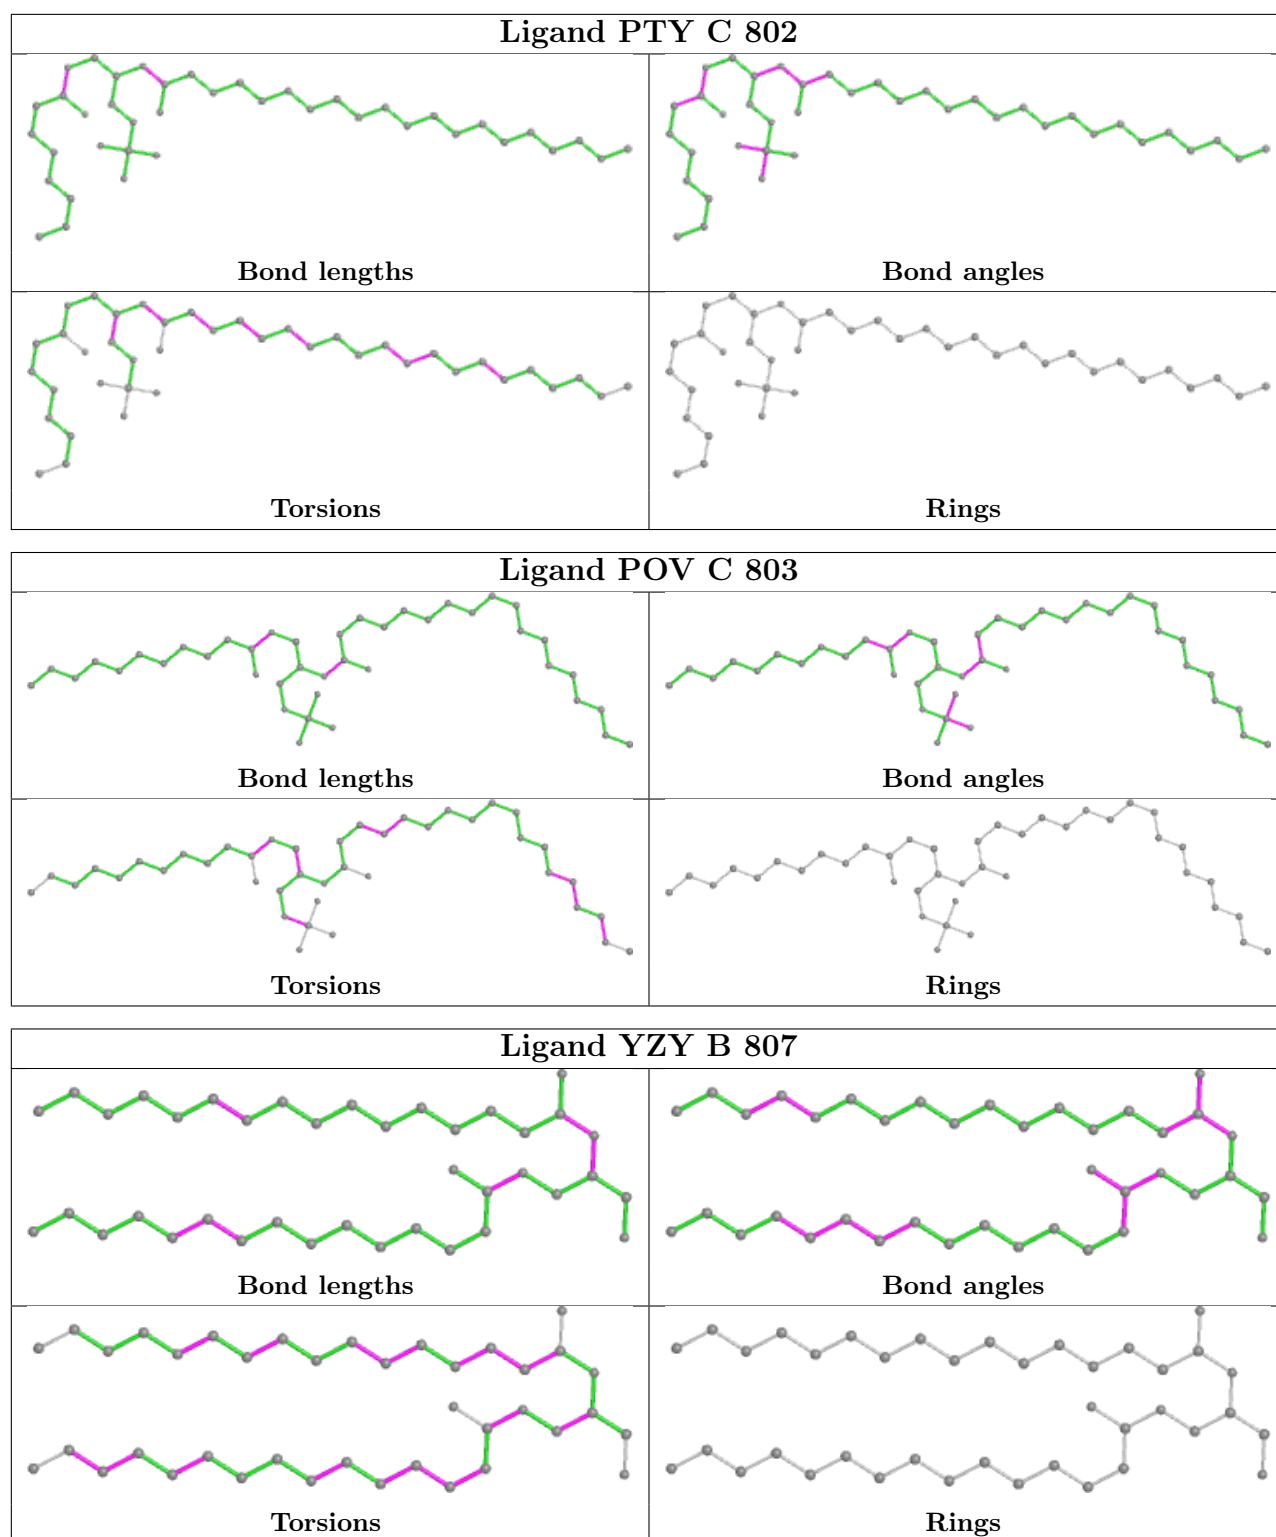 Ligand PTY C 802
Bond lengths
Bond angles
Torsions
Rings
Ligand POV C 803
Bond lengths
Bond angles
Torsions
Rings
Ligand YZY B 807
Bond lengths
Bond angles
Torsions
Rings